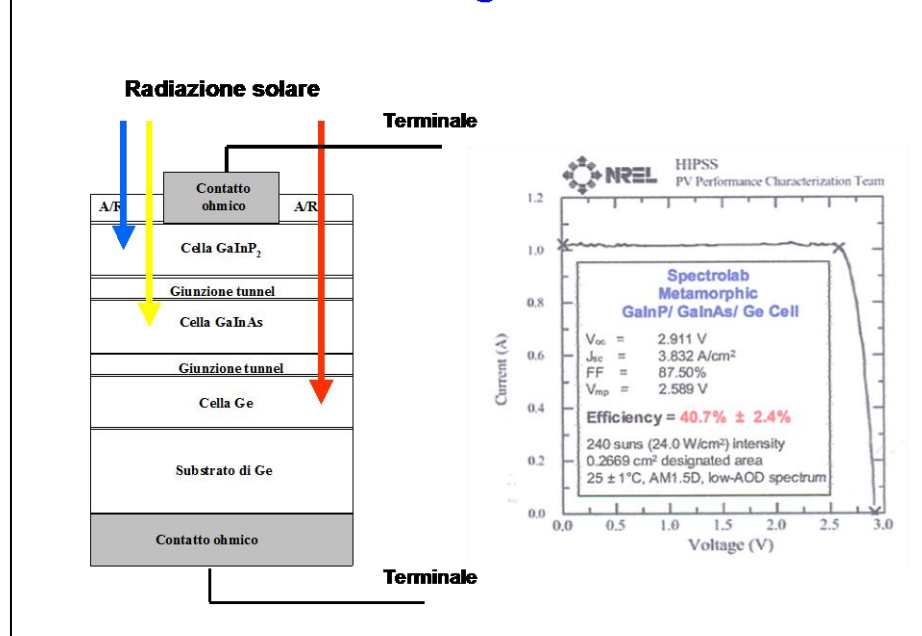 Radiazione solare
Terminale
Contatto
ohmico
A/R
A/R
Cella GaInP₂
Giunzione tunnel
Cella GaInAs
Giunzione tunnel
Cella Ge
Substrato di Ge
Contatto ohmico
Terminale
NREL
HIPSS
PV Performance Characterization Team
1.2
1.0
0.8
0.6
0.4
0.2
0.0
Current (A)
Spectrolab
Metamorphic
GaInP/ GaInAs/ Ge Cell
Voc = 2.911 V
Jsc = 3.832 A/cm²
FF = 87.50%
Vmp = 2.589 V
Efficiency = 40.7% ± 2.4%
240 suns (24.0 W/cm²) intensity
0.2669 cm² designated area
25 ± 1°C, AM1.5D, low-AOD spectrum
0.0 0.5 1.0 1.5 2.0 2.5 3.0
Voltage (V)